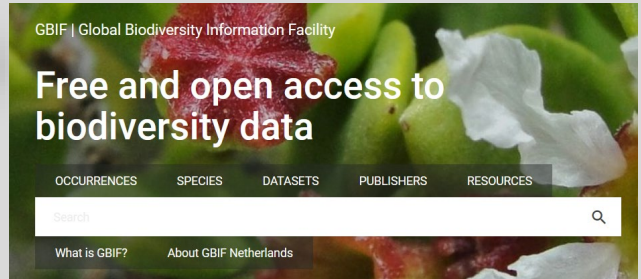 GBIF | Global Biodiversity Information Facility
Free and open access to
biodiversity data
OCCURRENCES SPECIES DATASETS PUBLISHERS RESOURCES
Search
What is GBIF? About GBIF Netherlands